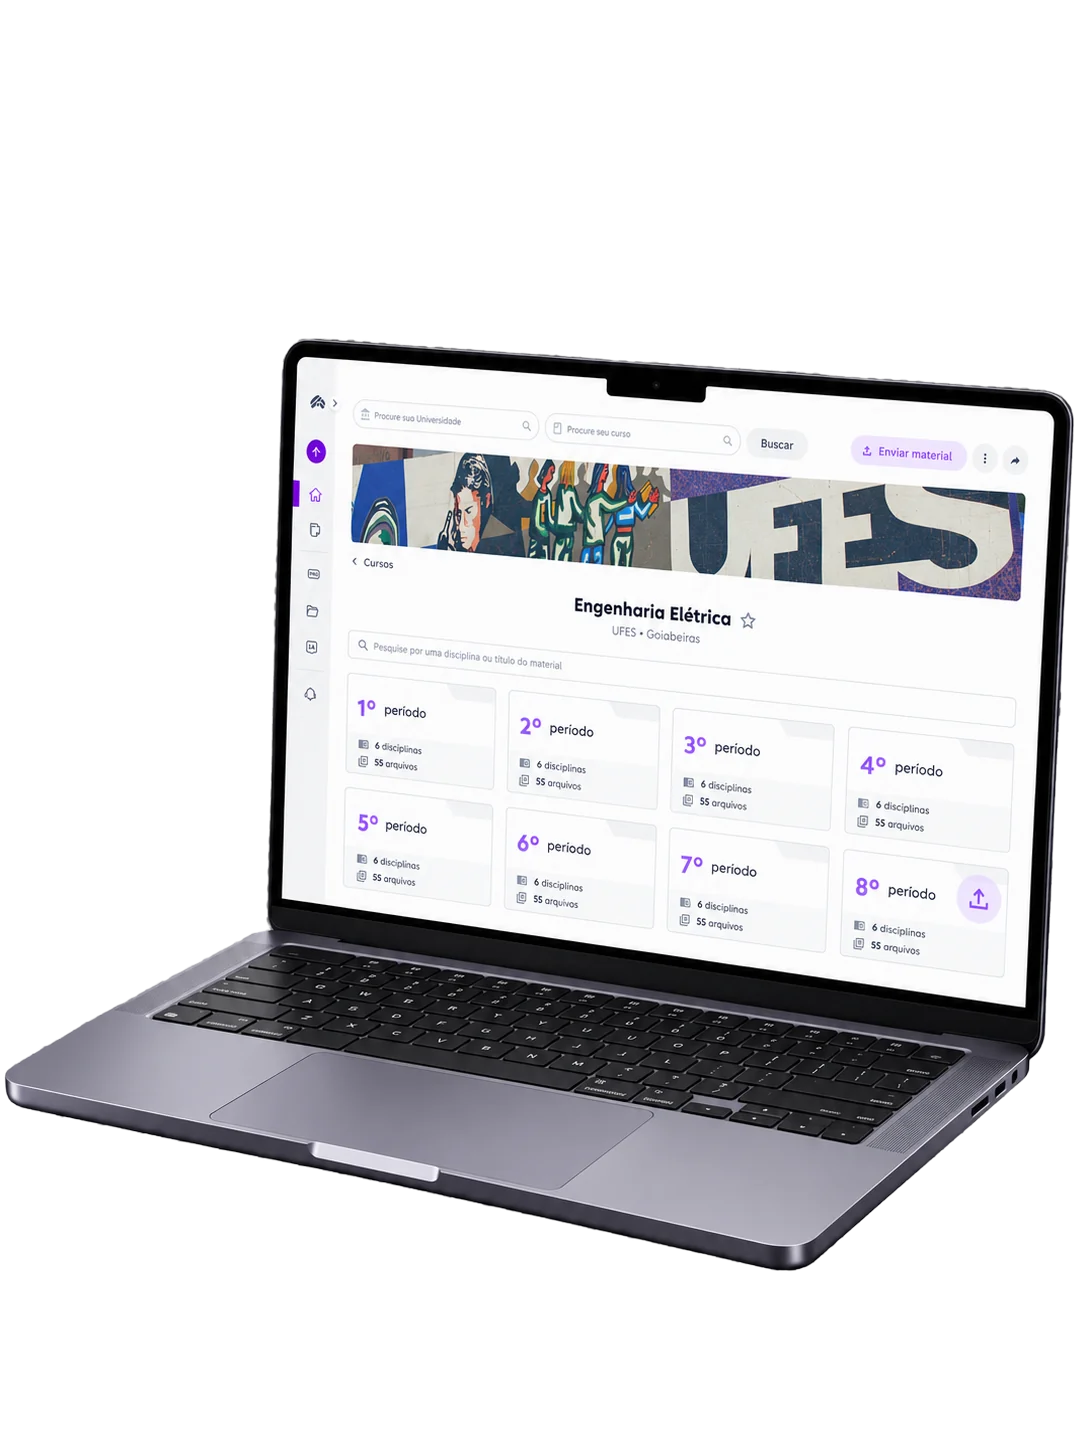 Procure sua Universidade
Procure seu curso
Buscar
Enviar material
UFES
PRO
IA
Cursos
Engenharia Elétrica
UFES • Goiabeiras
Pesquise por uma disciplina ou título do material
1º período
6 disciplinas
55 arquivos
2º período
6 disciplinas
55 arquivos
3º período
6 disciplinas
55 arquivos
4º período
6 disciplinas
55 arquivos
5º período
6 disciplinas
55 arquivos
6º período
6 disciplinas
55 arquivos
7º período
6 disciplinas
55 arquivos
8º período
6 disciplinas
55 arquivos